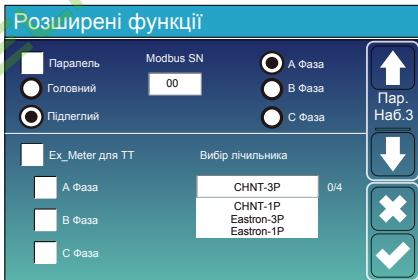 Розширені функції
Паралель
Modbus SN
А Фаза
Головний
00
В Фаза
Підлеглий
С Фаза
Пар.
Наб.3
Ex_Meter для ТТ
Вибір лічильника
А Фаза
CHNT-3P
0/4
CHNT-1P
В Фаза
Eastron-3P
Eastron-1P
С Фаза